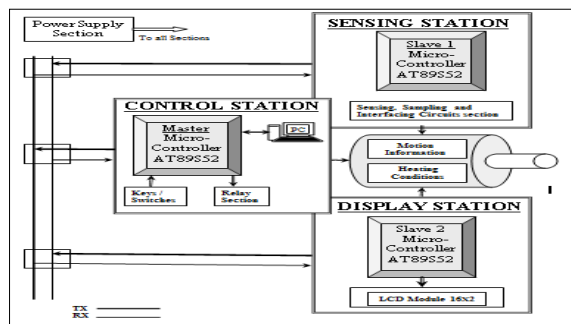 Power Supply
Section
To all Sections
SENSING STATION
Slave 1
Micro-
Controller
AT89S52
Sensing, Sampling and
Interfacing Circuits section
CONTROL STATION
Master
Micro-
Controller
AT89S52
PC
Keys /
Switches
Relay
Section
Motion
Information
Heating
Conditions
DISPLAY STATION
Slave 2
Micro-
Controller
AT89S52
LCD Module 16x2
TX
RX